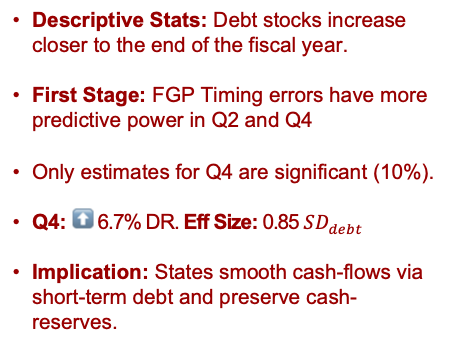 • Descriptive Stats: Debt stocks increase
closer to the end of the fiscal year.
• First Stage: FGP Timing errors have more
predictive power in Q2 and Q4
• Only estimates for Q4 are significant (10%).
• Q4: ⬆️ 6.7% DR. Eff Size: 0.85 SD_debt
• Implication: States smooth cash-flows via
short-term debt and preserve cash-
reserves.